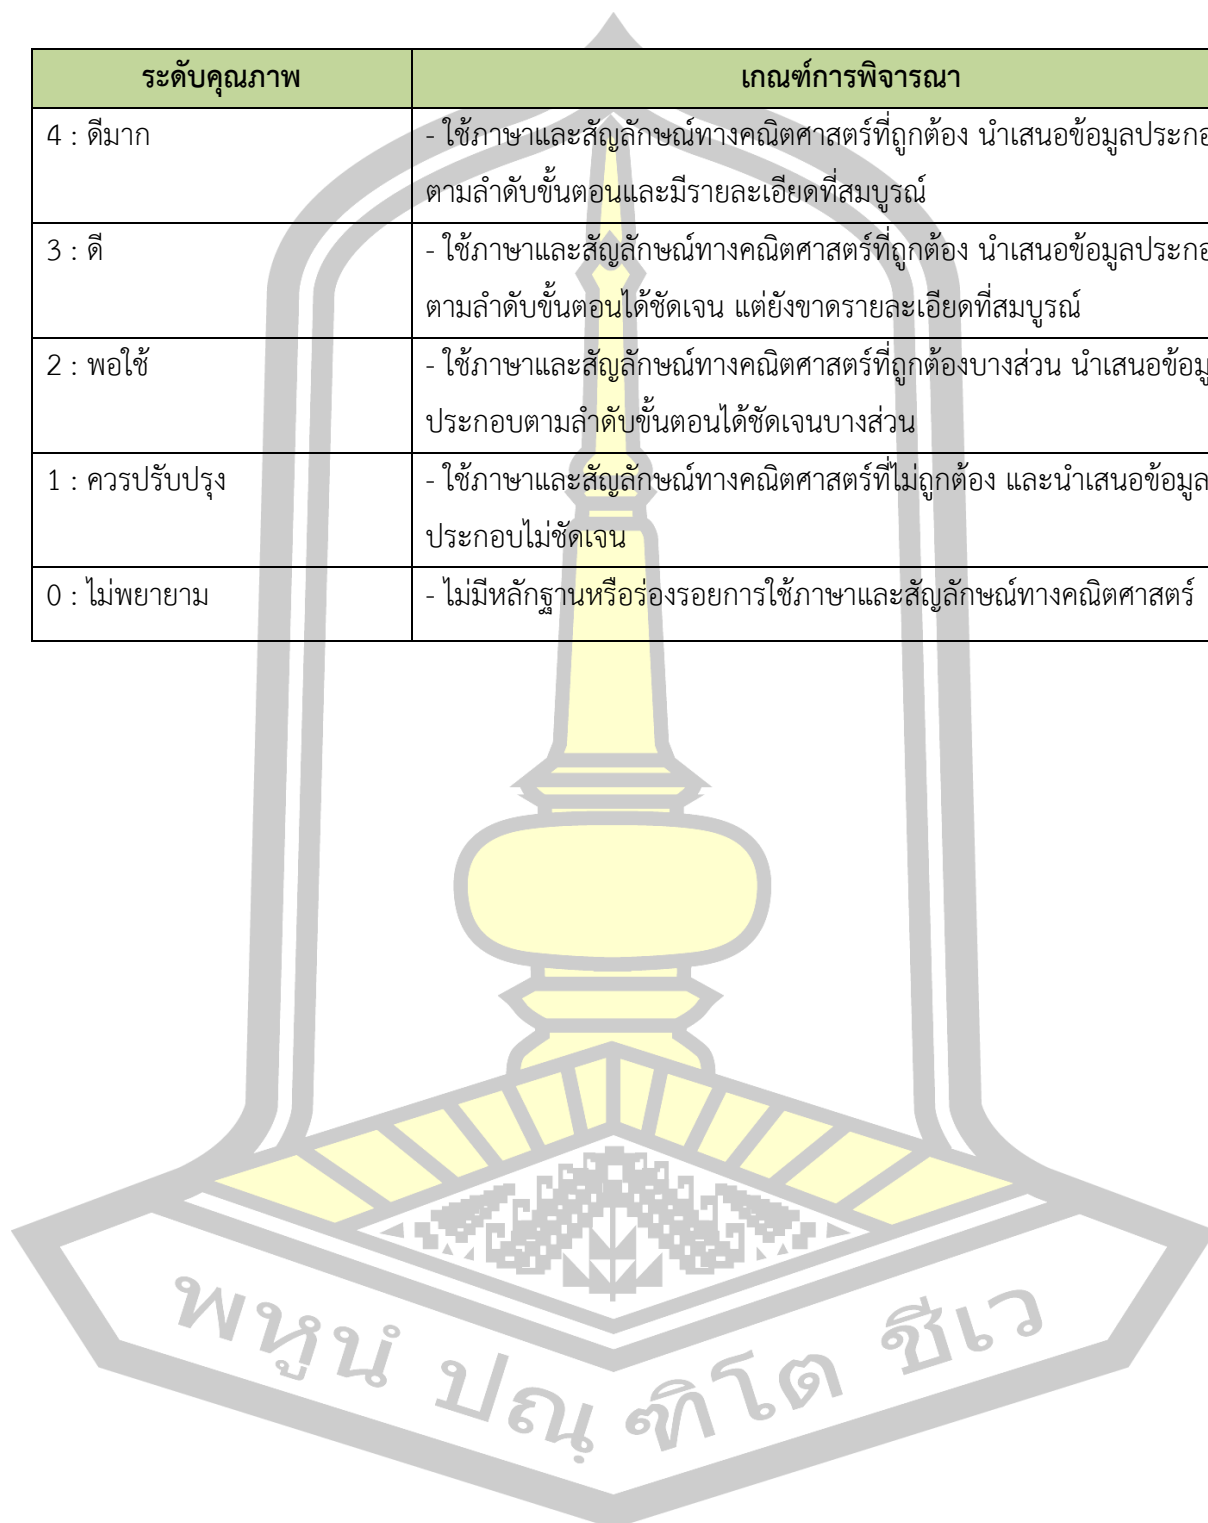 ระดับคุณภาพ
เกณฑ์การพิจารณา
4 : ดีมาก
- ใช้ภาษาและสัญลักษณ์ทางคณิตศาสตร์ที่ถูกต้อง นำเสนอข้อมูล
ตามลำดับขั้นตอนและมีรายละเอียดที่สมบูรณ์
3 : ดี
- ใช้ภาษาและสัญลักษณ์ทางคณิตศาสตร์ที่ถูกต้อง นำเสนอข้อมูล
ตามลำดับขั้นตอนได้ชัดเจน แต่ยังขาดรายละเอียดที่สมบูรณ์
2 : พอใช้
- ใช้ภาษาและสัญลักษณ์ทางคณิตศาสตร์ที่ถูกต้องบางส่วน นำเสนอ
ประกอบตามลำดับขั้นตอนได้ชัดเจนบางส่วน
1 : ควรปรับปรุง
- ใช้ภาษาและสัญลักษณ์ทางคณิตศาสตร์ที่ไม่ถูกต้อง และนำเสนอข้อมูล
ประกอบไม่ชัดเจน
0 : ไม่พยายาม
- ไม่มีหลักฐานหรือร่องรอยการใช้ภาษาและสัญลักษณ์ทางคณิตศาสตร์
พหูนํ ปณฺฑิโต ชีเว